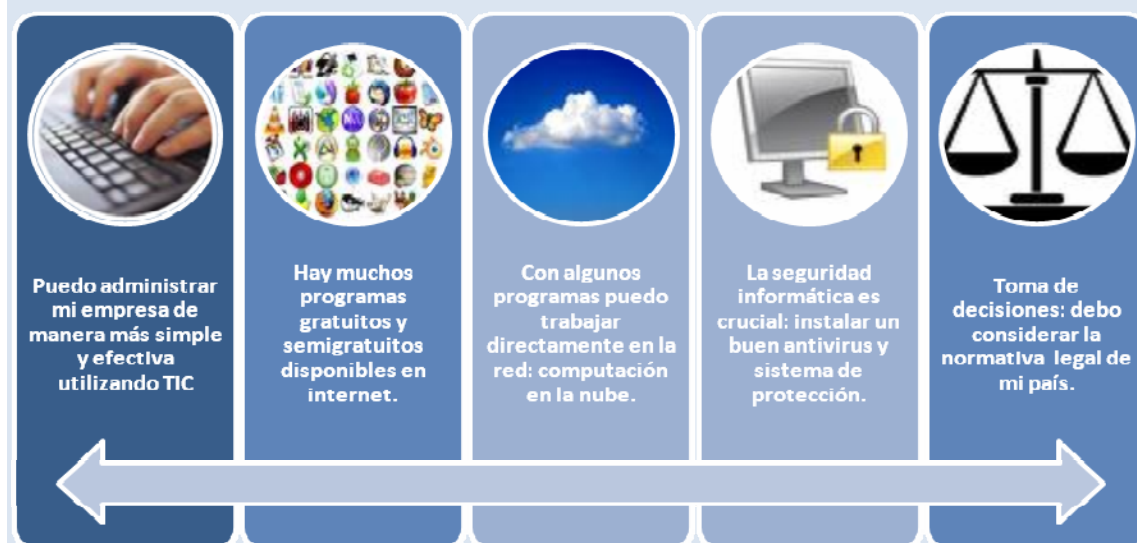 Puedo administrar
mi empresa de
manera más simple
y efectiva
utilizando TIC
Hay muchos
programas
gratuitos y
semigratuitos
disponibles en
internet.
Con algunos
programas puedo
trabajar
directamente en la
red: computación
en la nube.
La seguridad
informática es
crucial: instalar un
buen antivirus y
sistema de
protección.
Toma de
decisiones: debo
considerar la
normativa legal de
mi país.